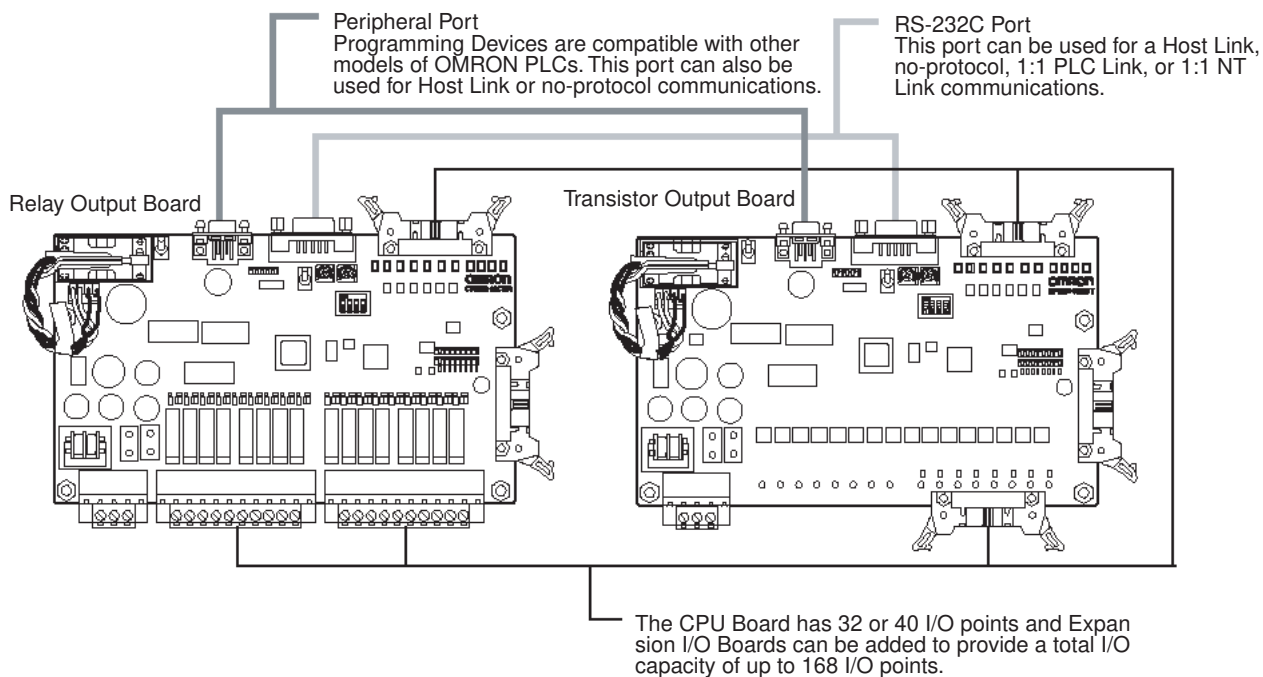 Peripheral Port
Programming Devices are compatible with other
models of OMRON PLCs. This port can also be
used for Host Link or no-protocol communications.
RS-232C Port
This port can be used for a Host Link,
no-protocol, 1:1 PLC Link, or 1:1 NT
Link communications.
Relay Output Board
Transistor Output Board
OMRON
OMRON
The CPU Board has 32 or 40 I/O points and Expan
sion I/O Boards can be added to provide a total I/O
capacity of up to 168 I/O points.